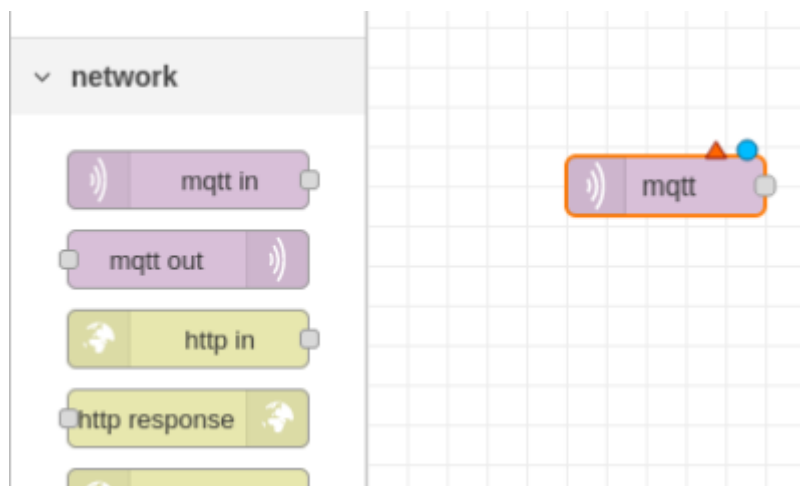 network
mqtt in
mqtt
mqtt out
http in
http response